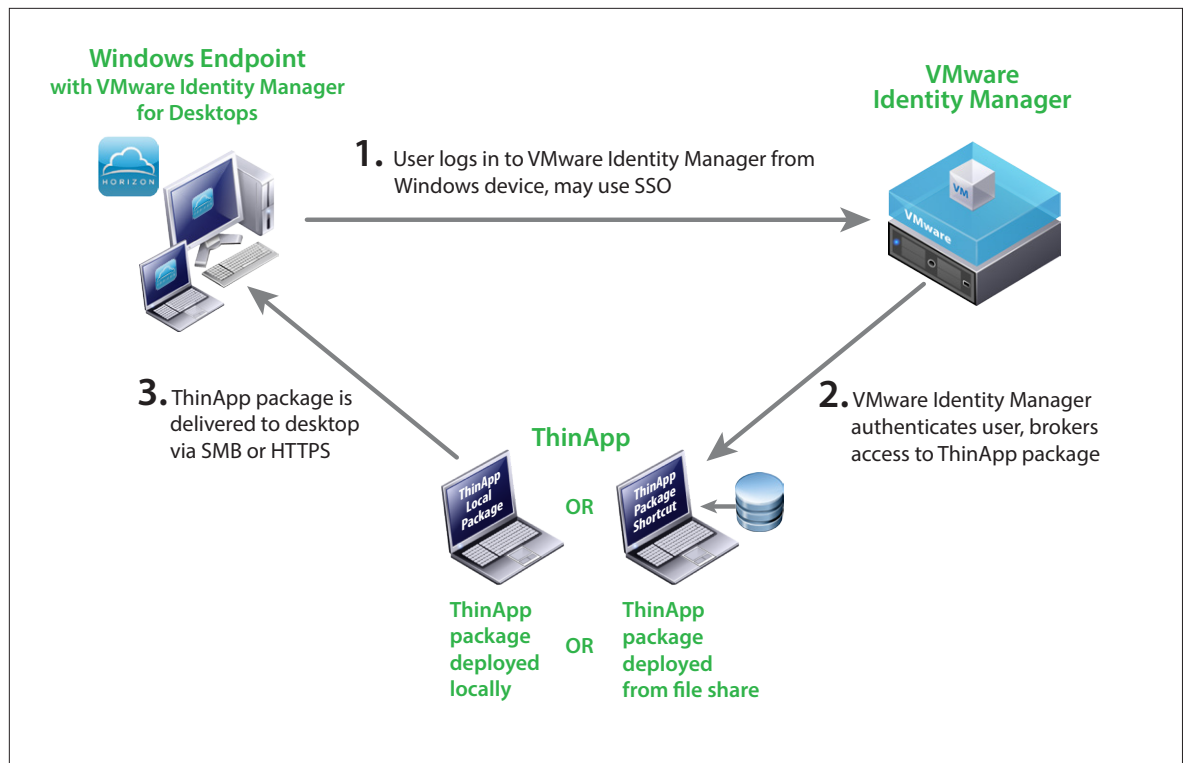 Windows Endpoint
with VMware Identity Manager
for Desktops
VMware
Identity Manager
HORIZON
1. User logs in to VMware Identity Manager from
Windows device, may use SSO
VM
VMware
3. ThinApp package is
delivered to desktop
via SMB or HTTPS
2. VMware Identity Manager
authenticates user, brokers
access to ThinApp package
ThinApp
ThinApp
Local
Package
OR
ThinApp
Package
Shortcut
ThinApp
package
deployed
locally
OR
ThinApp
package
deployed
from file share